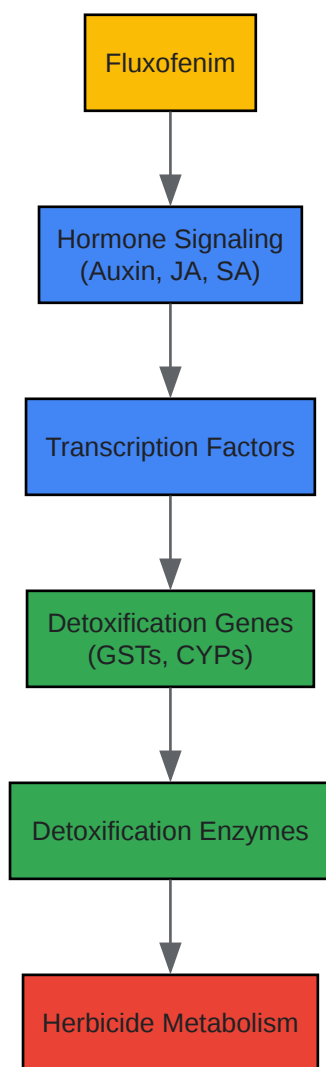 Fluxofenim
Hormone Signaling
(Auxin, JA, SA)
Transcription Factors
Detoxification Genes
(GSTs, CYPs)
Detoxification Enzymes
Herbicide Metabolism